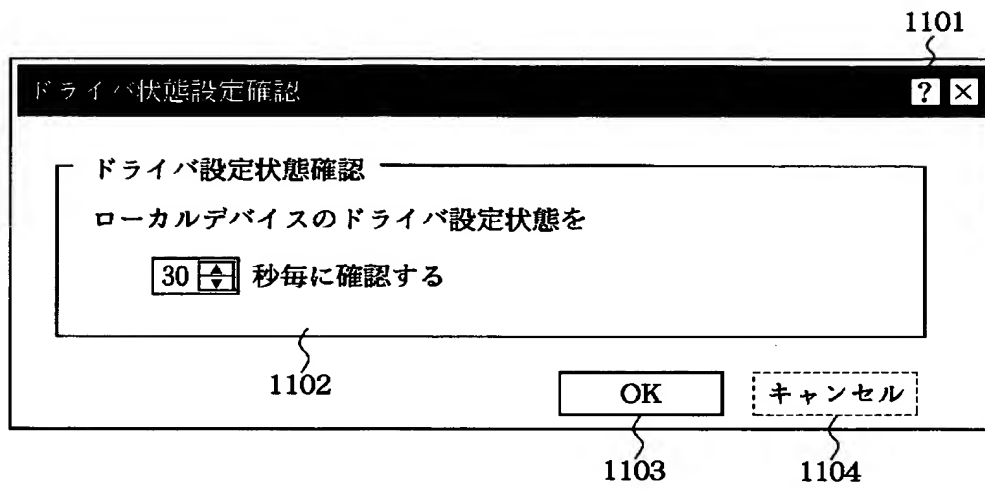 1101
ドライバ状態設定確認 ? ×
ドライバ設定状態確認
ローカルデバイスのドライバ設定状態を
30 秒毎に確認する
1102
OK キャンセル
1103 1104